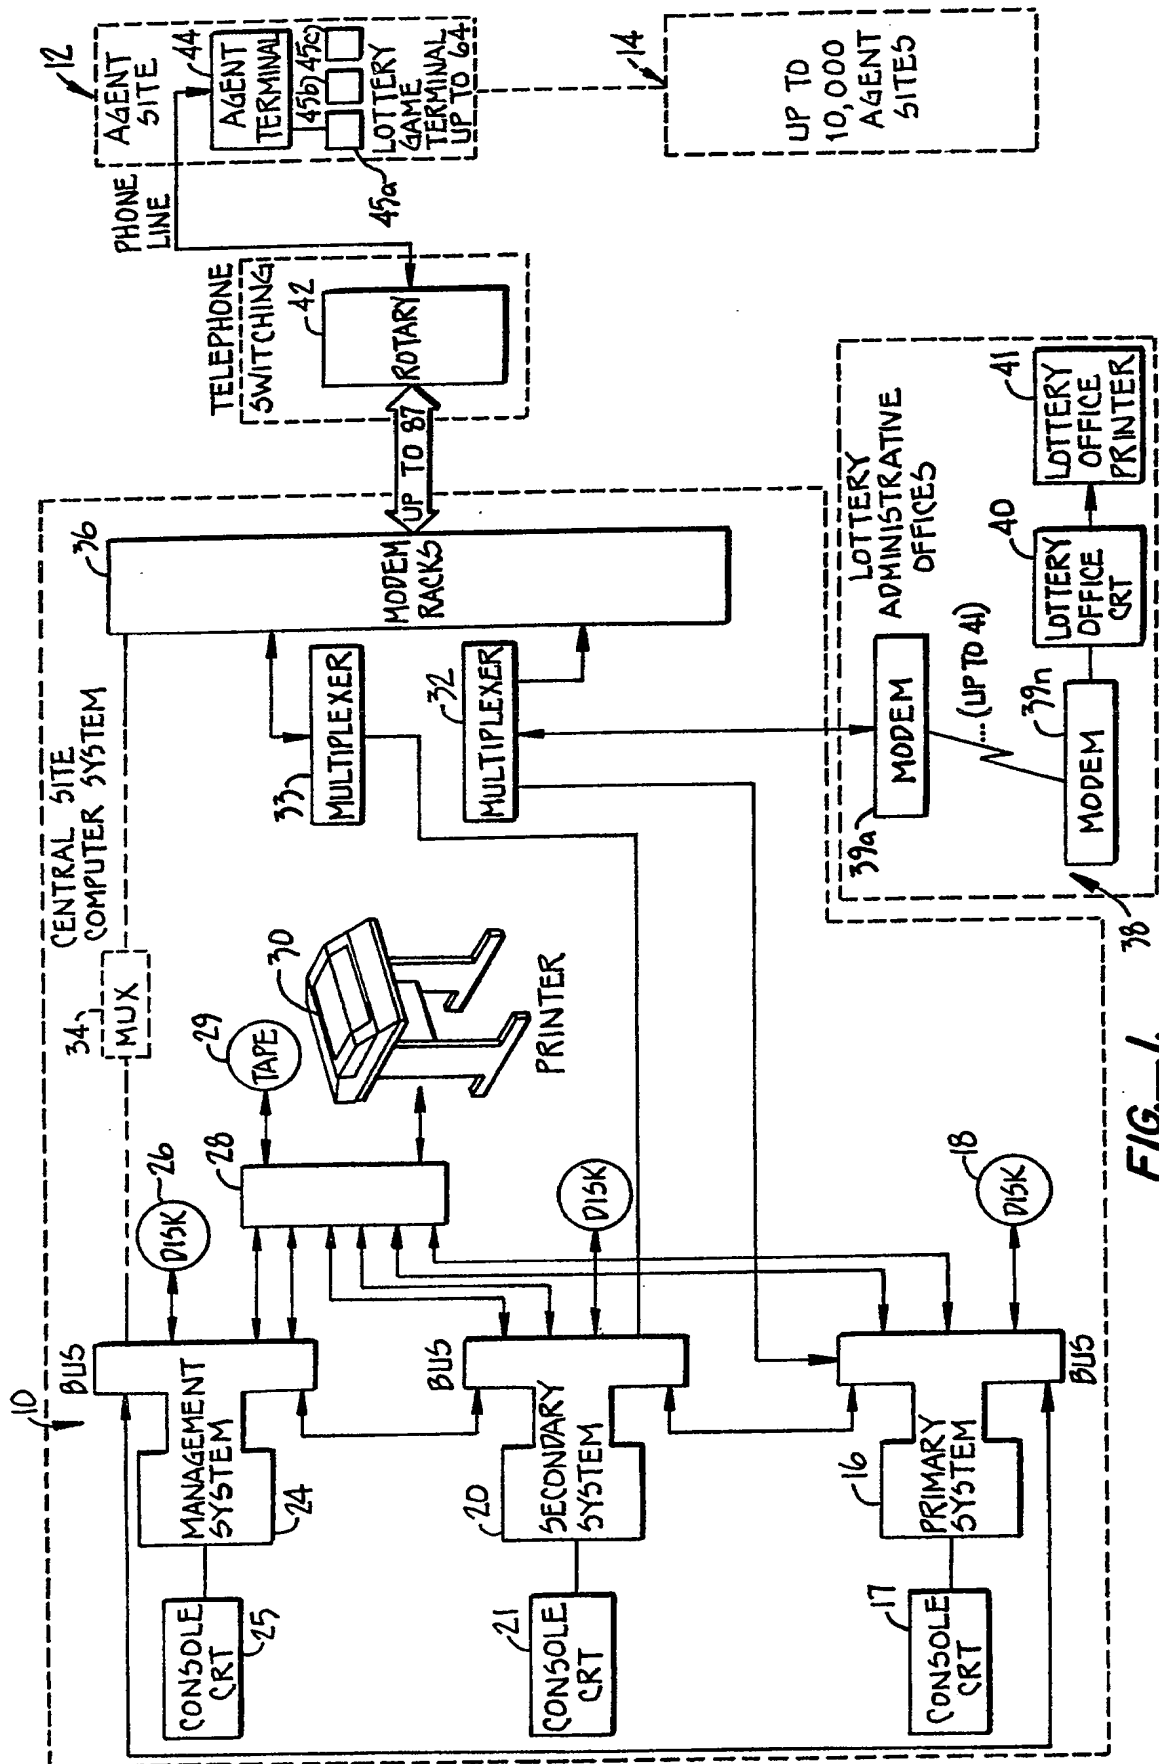 10
CENTRAL SITE
COMPUTER SYSTEM
CONSOLE
CRT
25
MANAGEMENT
SYSTEM
24
BUS
DISK
26
28
TAPE
29
30
PRINTER
34
MUX
CONSOLE
CRT
21
SECONDARY
SYSTEM
20
BUS
DISK
CONSOLE
CRT
17
PRIMARY
SYSTEM
16
BUS
DISK
18
33
MULTIPLEXER
32
MULTIPLEXER
36
MODEM
RACKS
UP TO 87
TELEPHONE
SWITCHING
42
ROTARY
PHONE
LINE
12
AGENT
SITE
44
AGENT
TERMINAL
45a
45b
45c
LOTTERY
GAME
TERMINAL
UP TO 64
14
UP TO
10,000
AGENT
SITES
LOTTERY
ADMINISTRATIVE
OFFICES
39a
MODEM
...(UP TO 41)
39n
MODEM
40
LOTTERY
OFFICE
CRT
41
LOTTERY
OFFICE
PRINTER
38
FIG.-1.